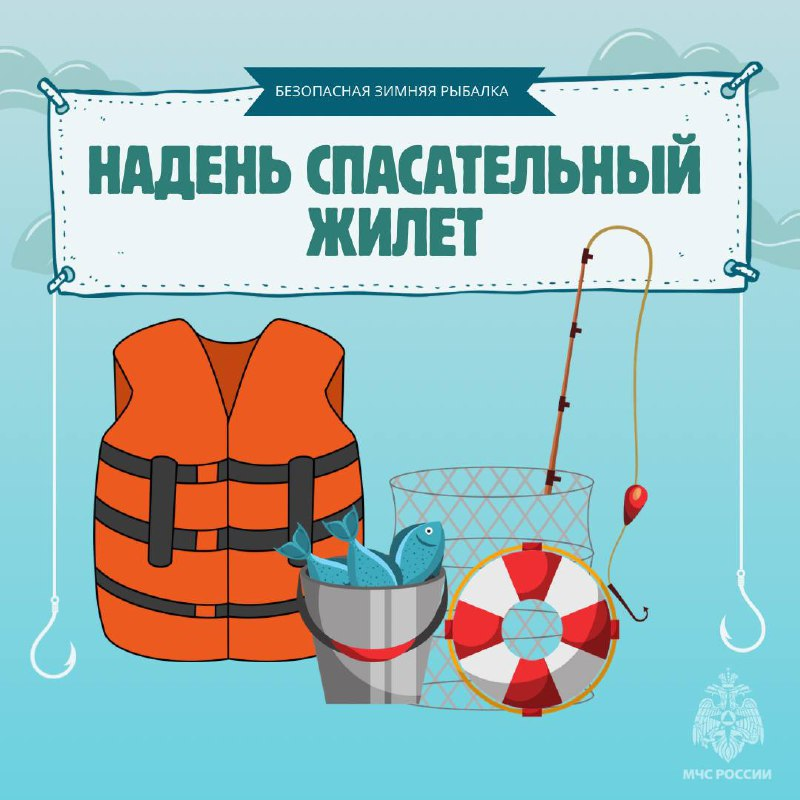 БЕЗОПАСНАЯ ЗИМНЯЯ РЫБАЛКА
НАДЕНЬ СПАСАТЕЛЬНЫЙ
ЖИЛЕТ
МЧС РОССИИ